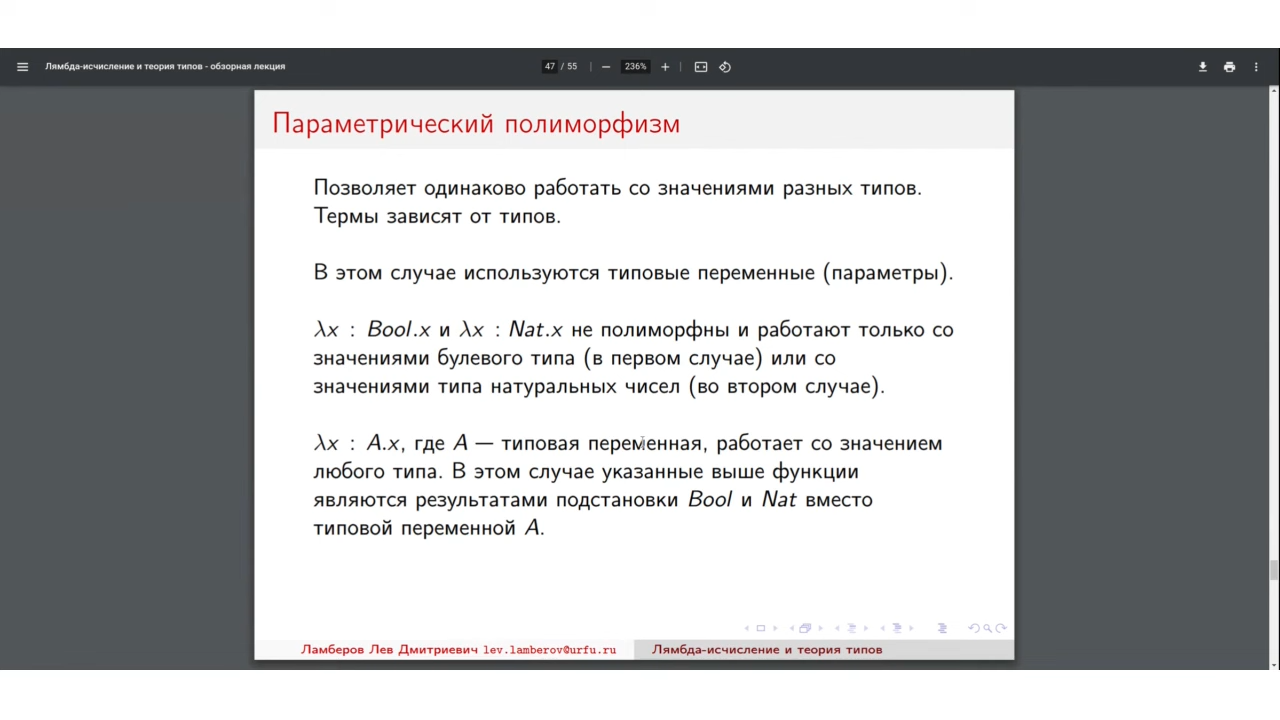 Лямбда-исчисление и теория типов - обзорная лекция
47 / 55
236%
Параметрический полиморфизм
Позволяет одинаково работать со значениями разных типов.
Термы зависят от типов.
В этом случае используются типовые переменные (параметры).
λx : Bool.x и λx : Nat.x не полиморфны и работают только со
значениями булевого типа (в первом случае) или со
значениями типа натуральных чисел (во втором случае).
λx : A.x, где A — типовая переменная, работает со значением
любого типа. В этом случае указанные выше функции
являются результатами подстановки Bool и Nat вместо
типовой переменной A.
Ламберов Лев Дмитриевич lev.lamberov@urfu.ru
Лямбда-исчисление и теория типов